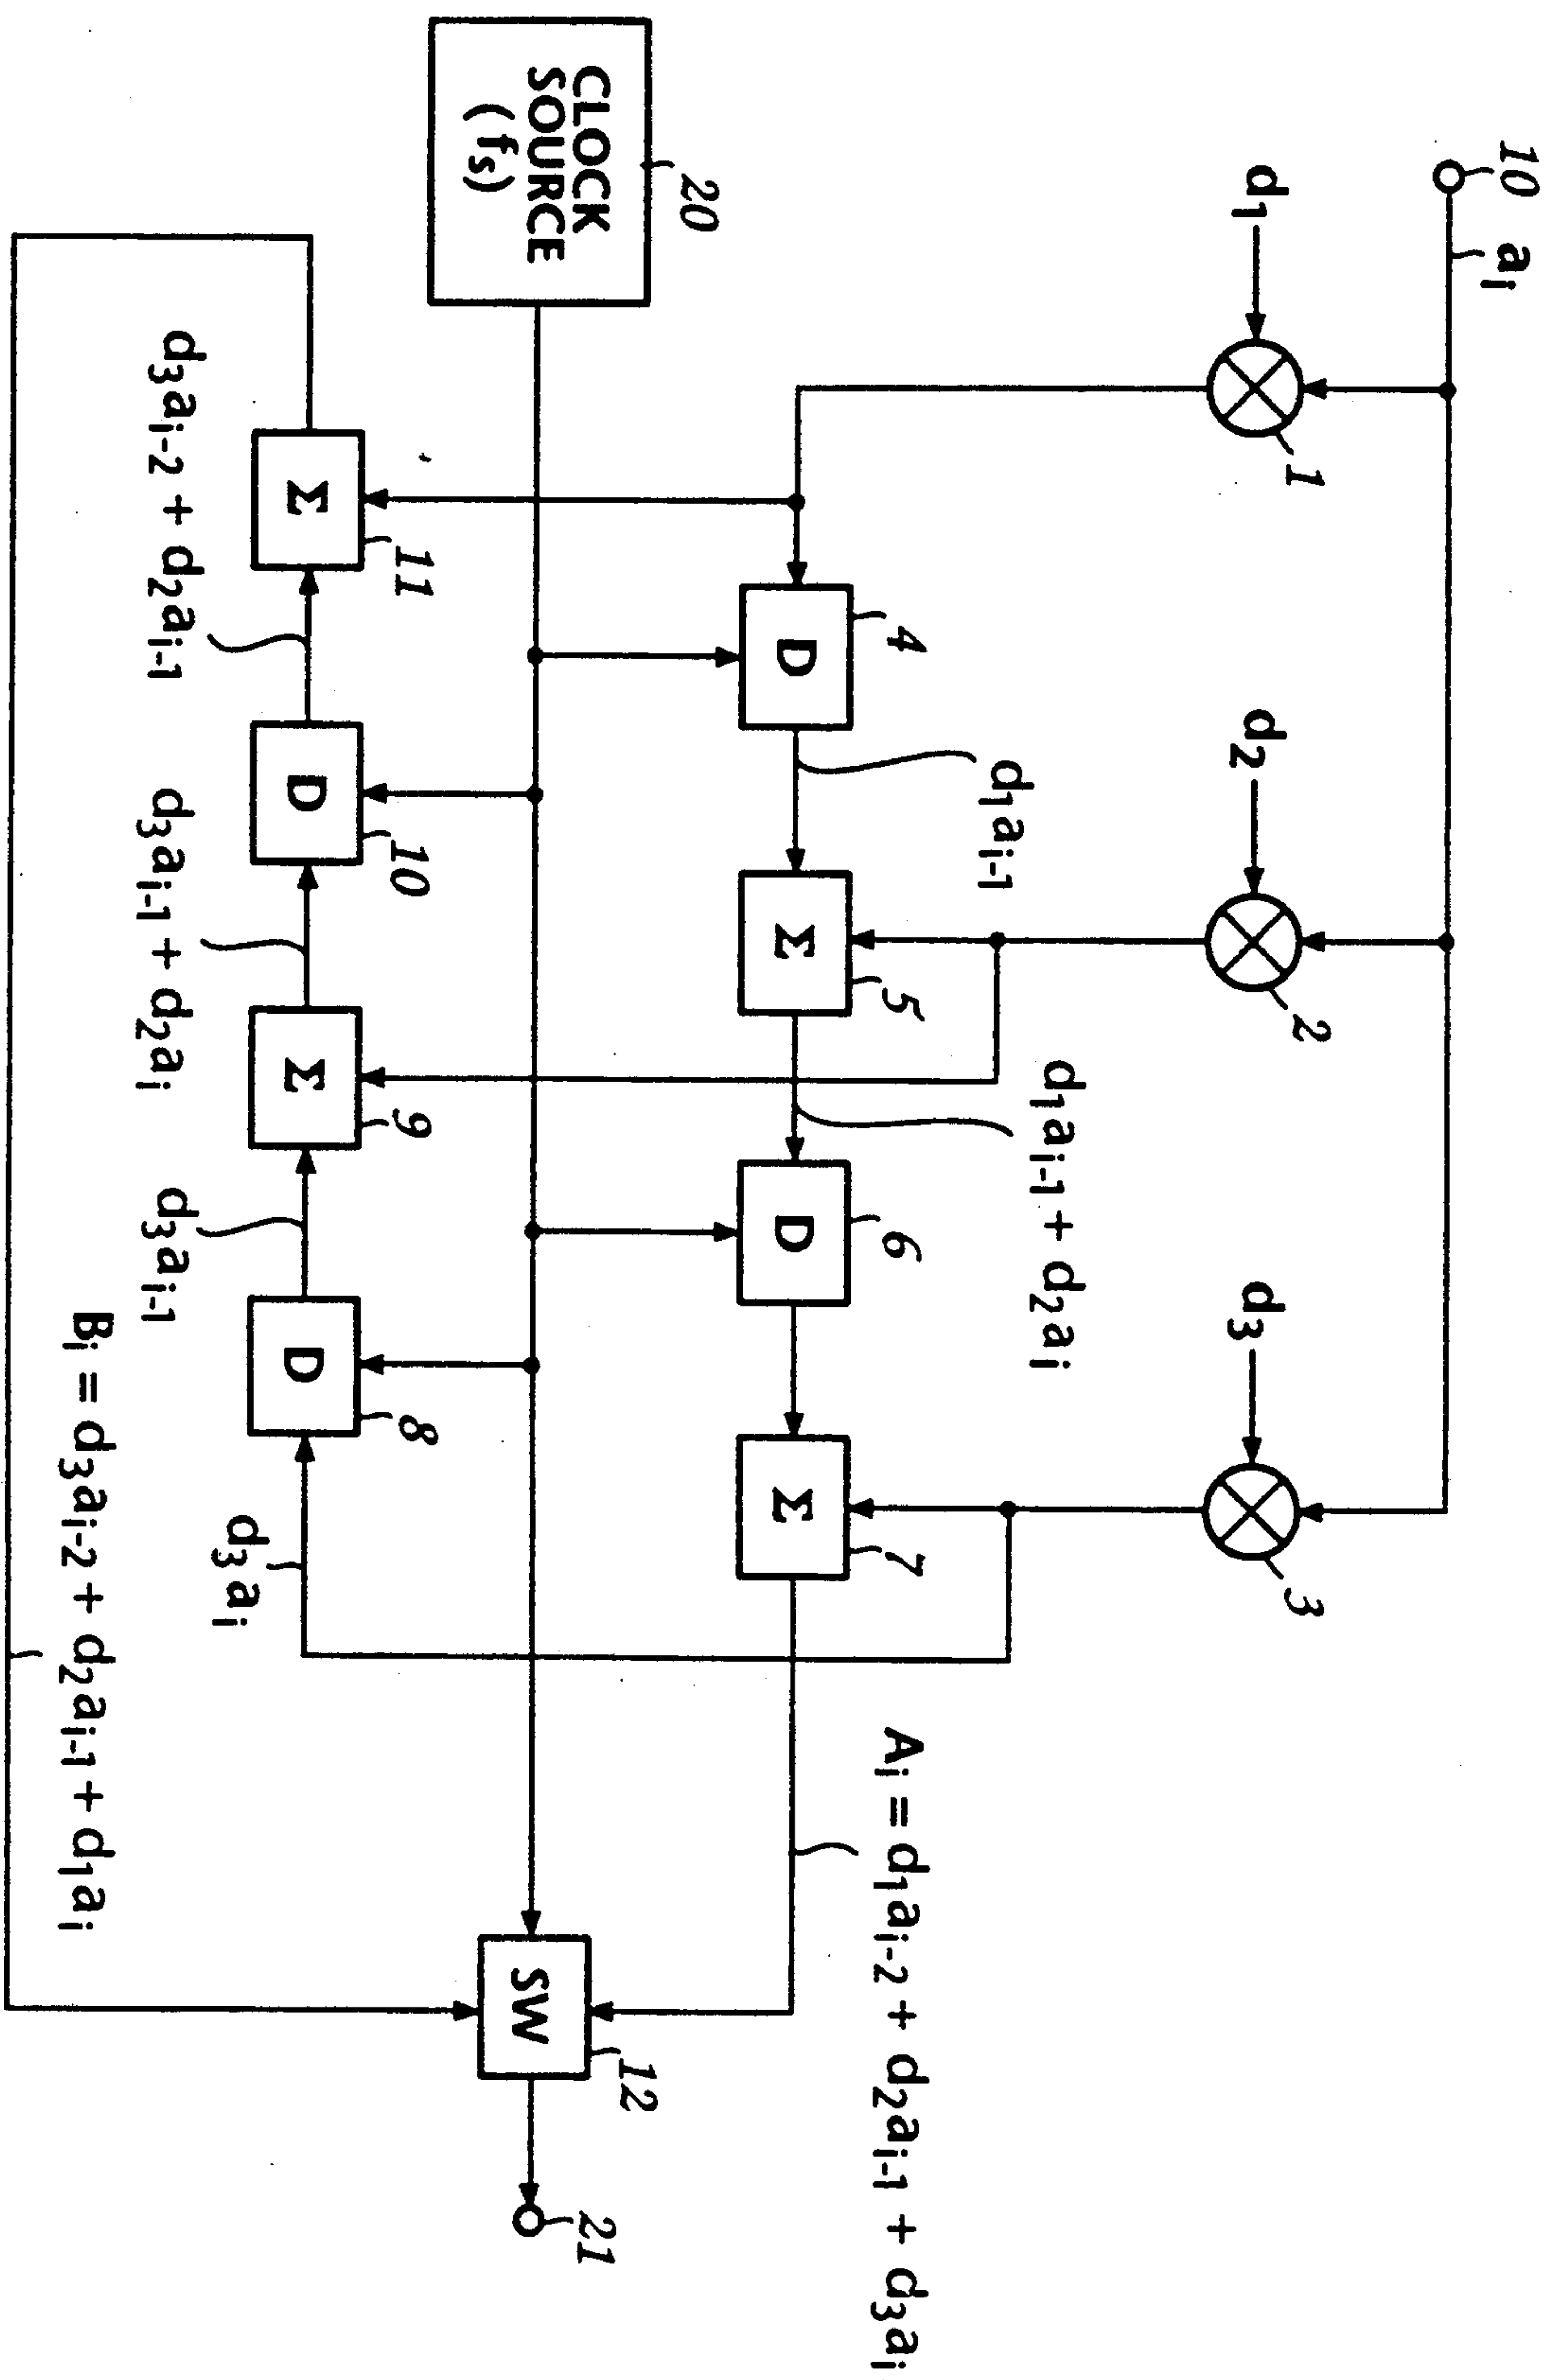 10
aᵢ
d₁
1
d₂
2
d₃
3
4
D
d₁aᵢ₋₁
Σ
5
d₁aᵢ₋₁ + d₂aᵢ
D
6
Σ
7
Aᵢ = d₁aᵢ₋₂ + d₂aᵢ₋₁ + d₃aᵢ
CLOCK
SOURCE
(fₛ)
20
SW
12
21
Σ
11
d₃aᵢ₋₂ + d₂aᵢ₋₁
D
10
d₃aᵢ₋₁ + d₂aᵢ
Σ
9
d₃aᵢ₋₁
D
8
d₃aᵢ
Bᵢ = d₃aᵢ₋₂ + d₂aᵢ₋₁ + d₁aᵢ